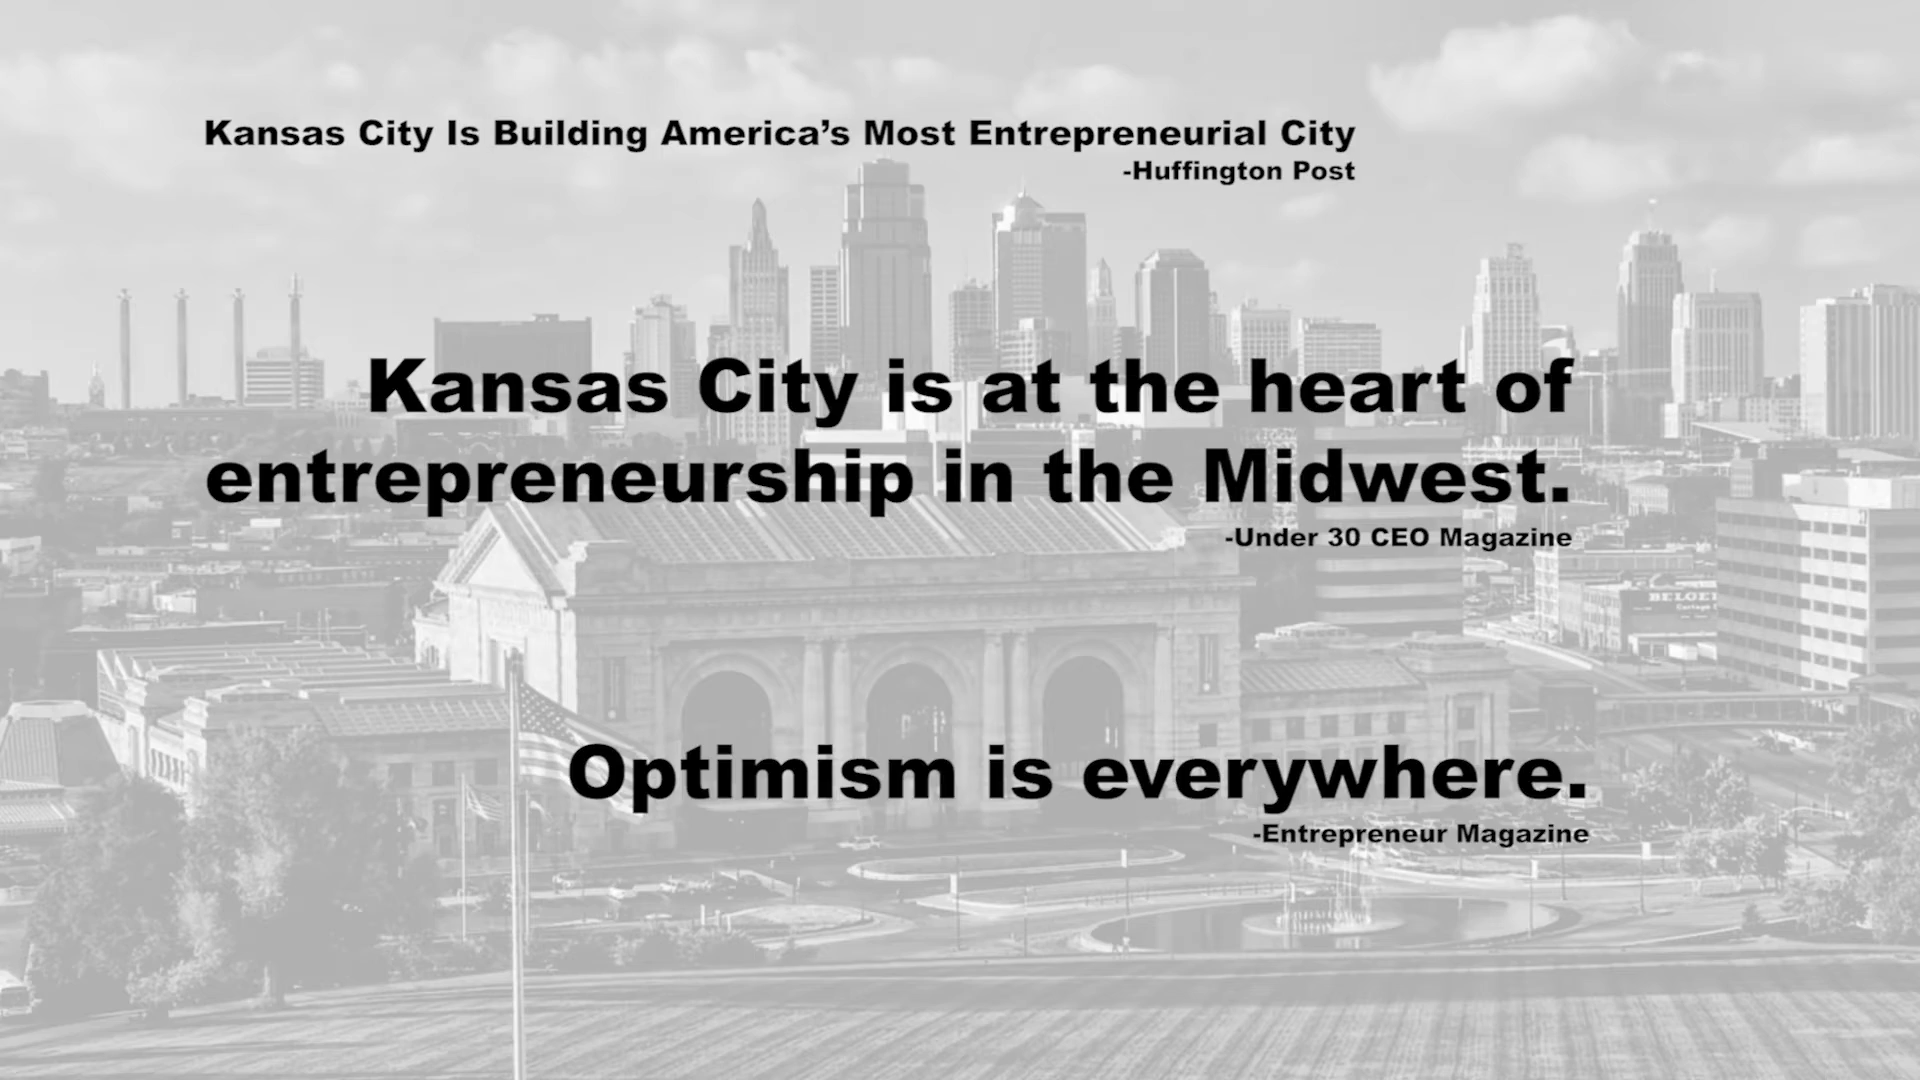 Kansas City Is Building America’s Most Entrepreneurial City
-Huffington Post
Kansas City is at the heart of
entrepreneurship in the Midwest.
-Under 30 CEO Magazine
Optimism is everywhere.
-Entrepreneur Magazine